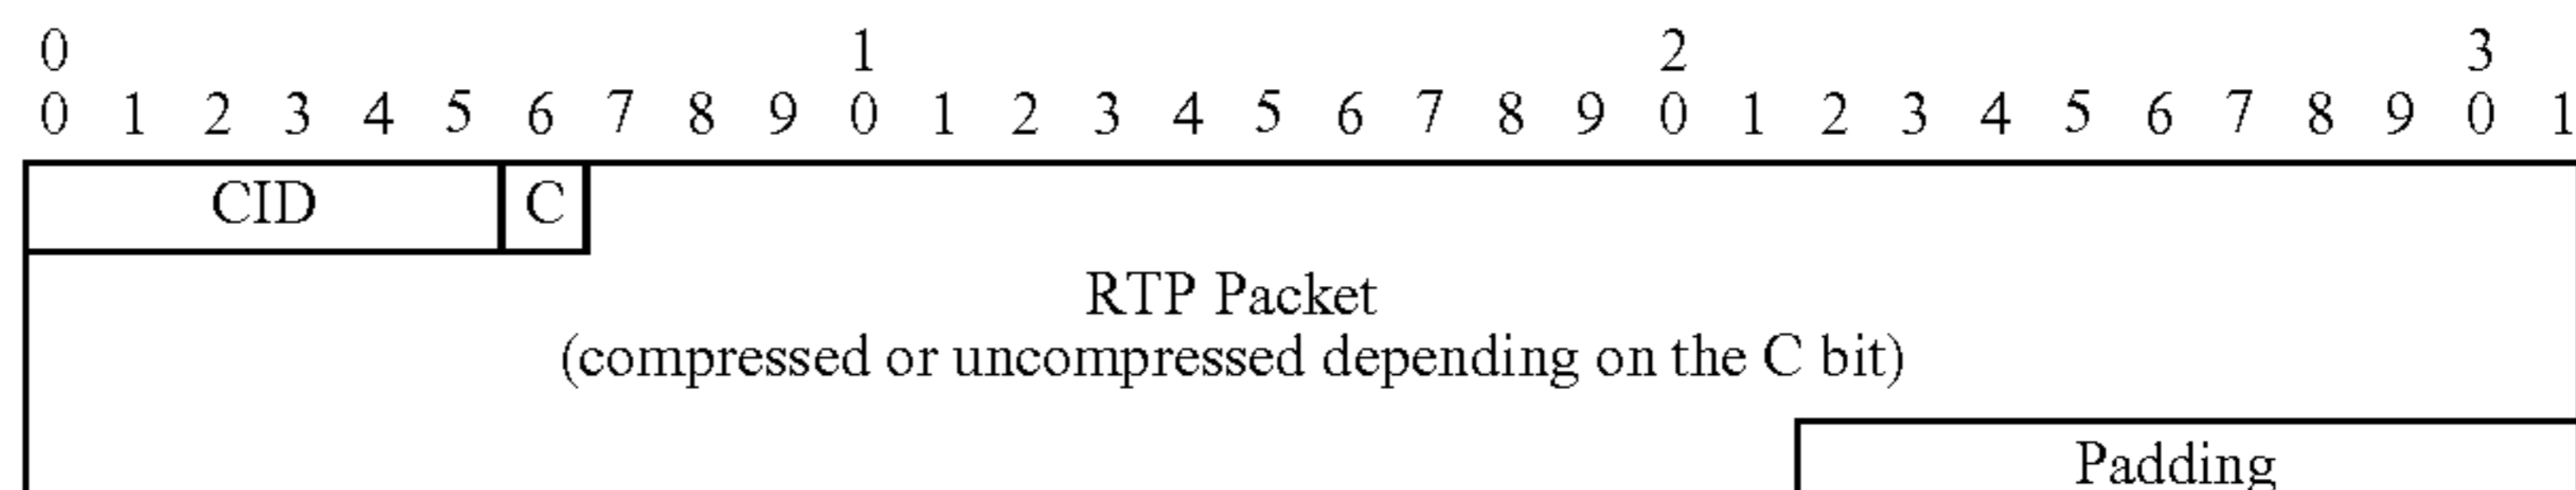 0 1 2 3
0 1 2 3 4 5 6 7 8 9 0 1 2 3 4 5 6 7 8 9 0 1 2 3 4 5 6 7 8 9 0 1
CID C
RTP Packet
(compressed or uncompressed depending on the C bit)
Padding